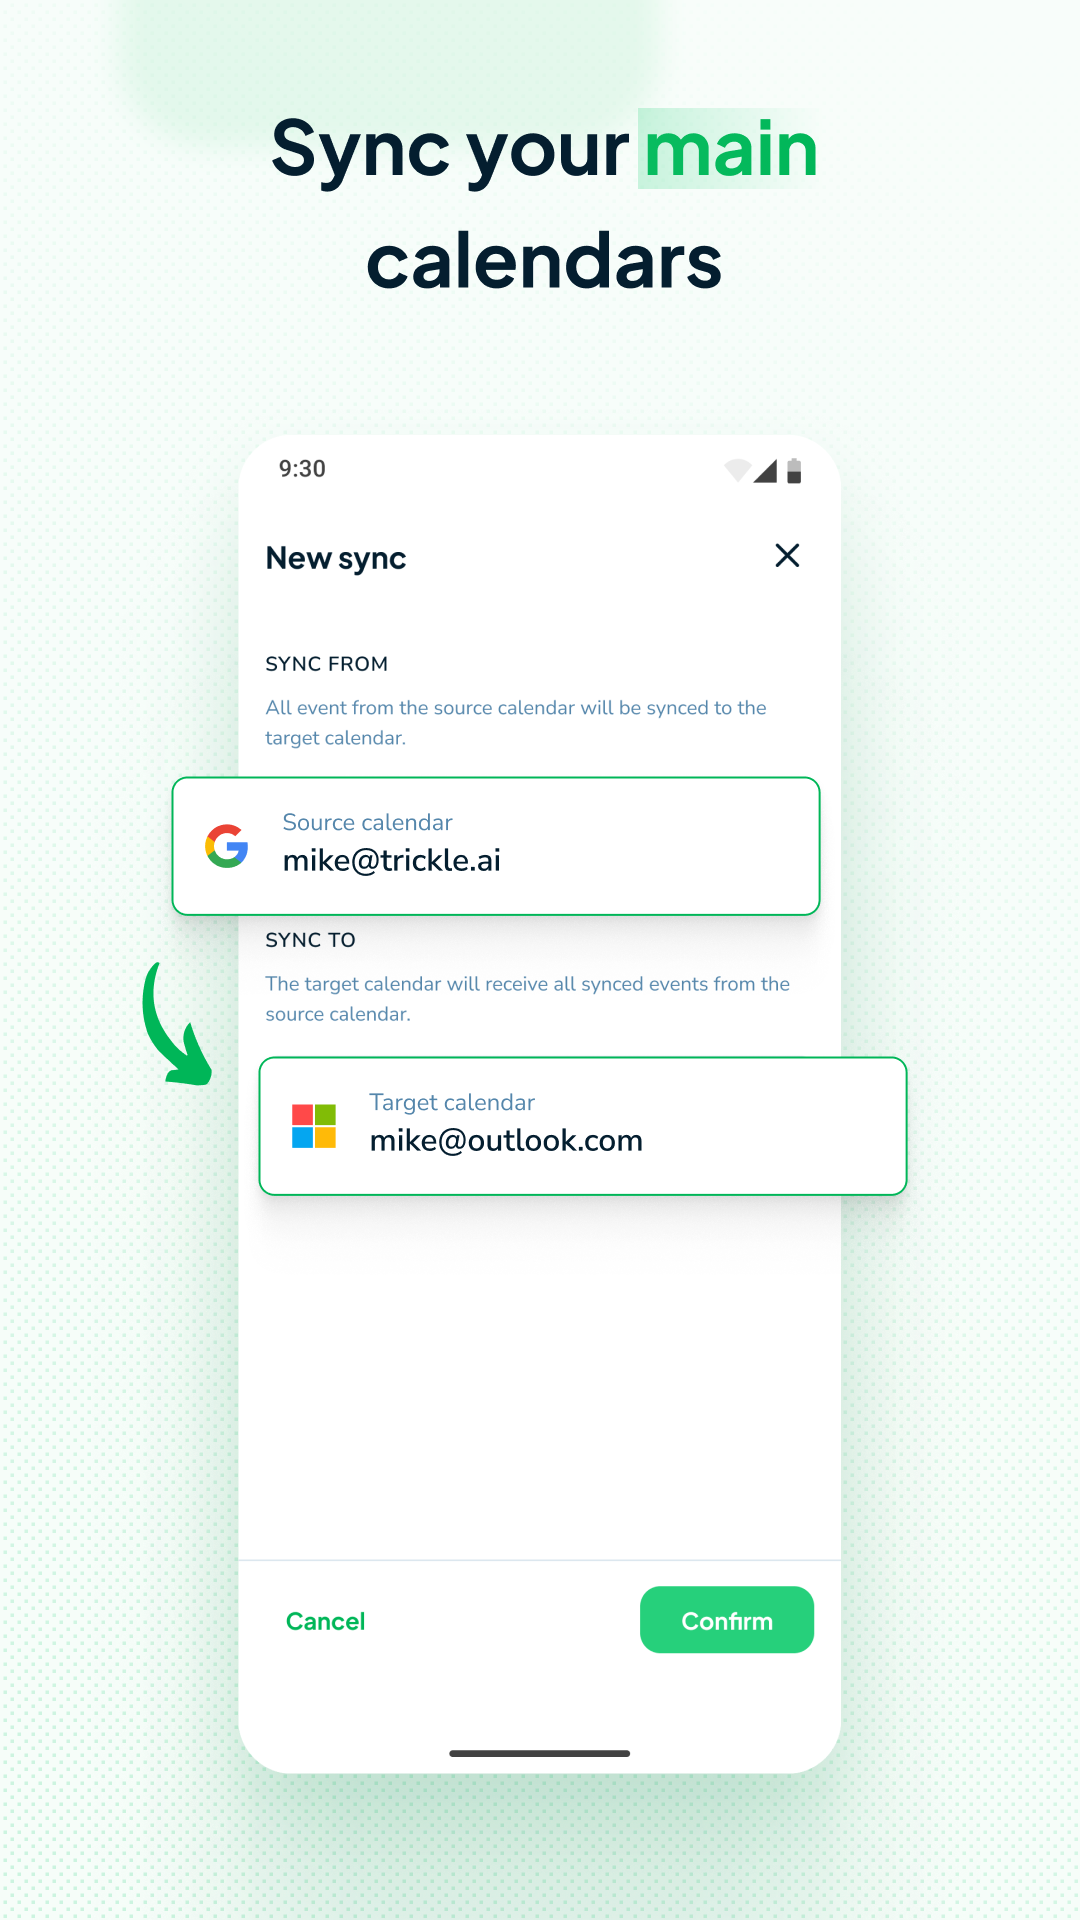 Sync your main
calendars
9:30
New sync
SYNC FROM
All event from the source calendar will be synced to the
target calendar.
Source calendar
mike@trickle.ai
SYNC TO
The target calendar will receive all synced events from the
source calendar.
Target calendar
mike@outlook.com
Cancel
Confirm